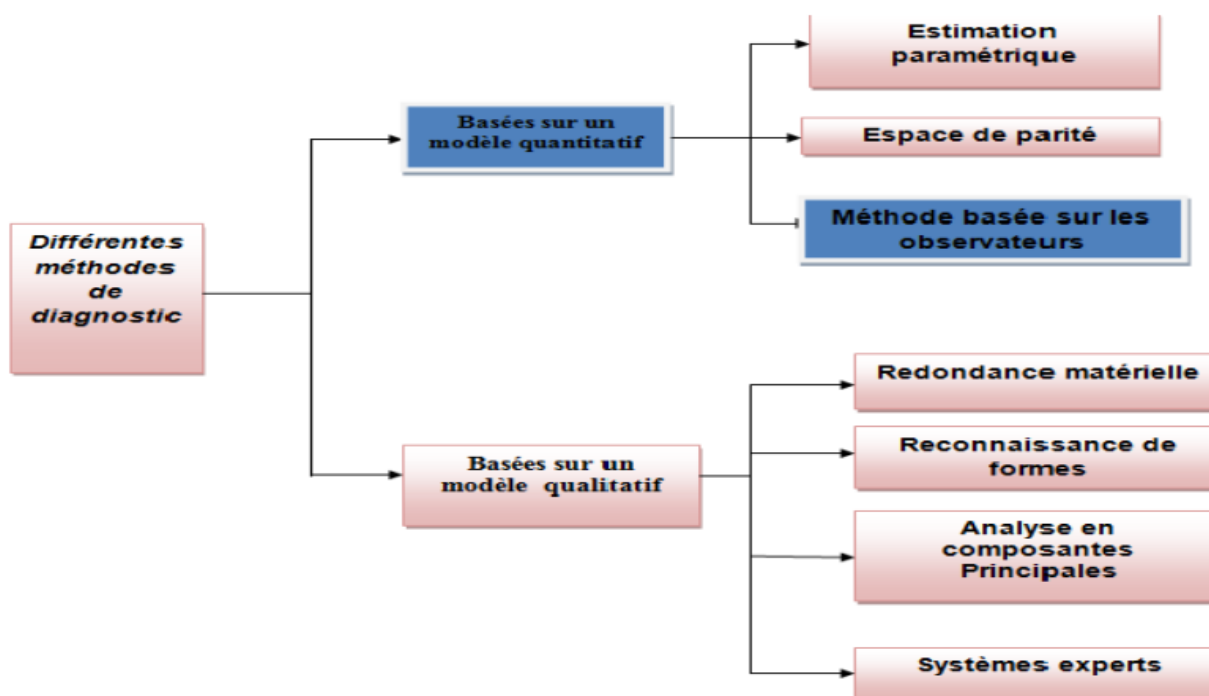 Différentes
méthodes
de
diagnostic
Basées sur un
modèle quantitatif
Estimation
paramétrique
Espace de parité
Méthode basée sur les
observateurs
Basées sur un
modèle qualitatif
Redondance matérielle
Reconnaissance de
formes
Analyse en
composantes
Principales
Systèmes experts